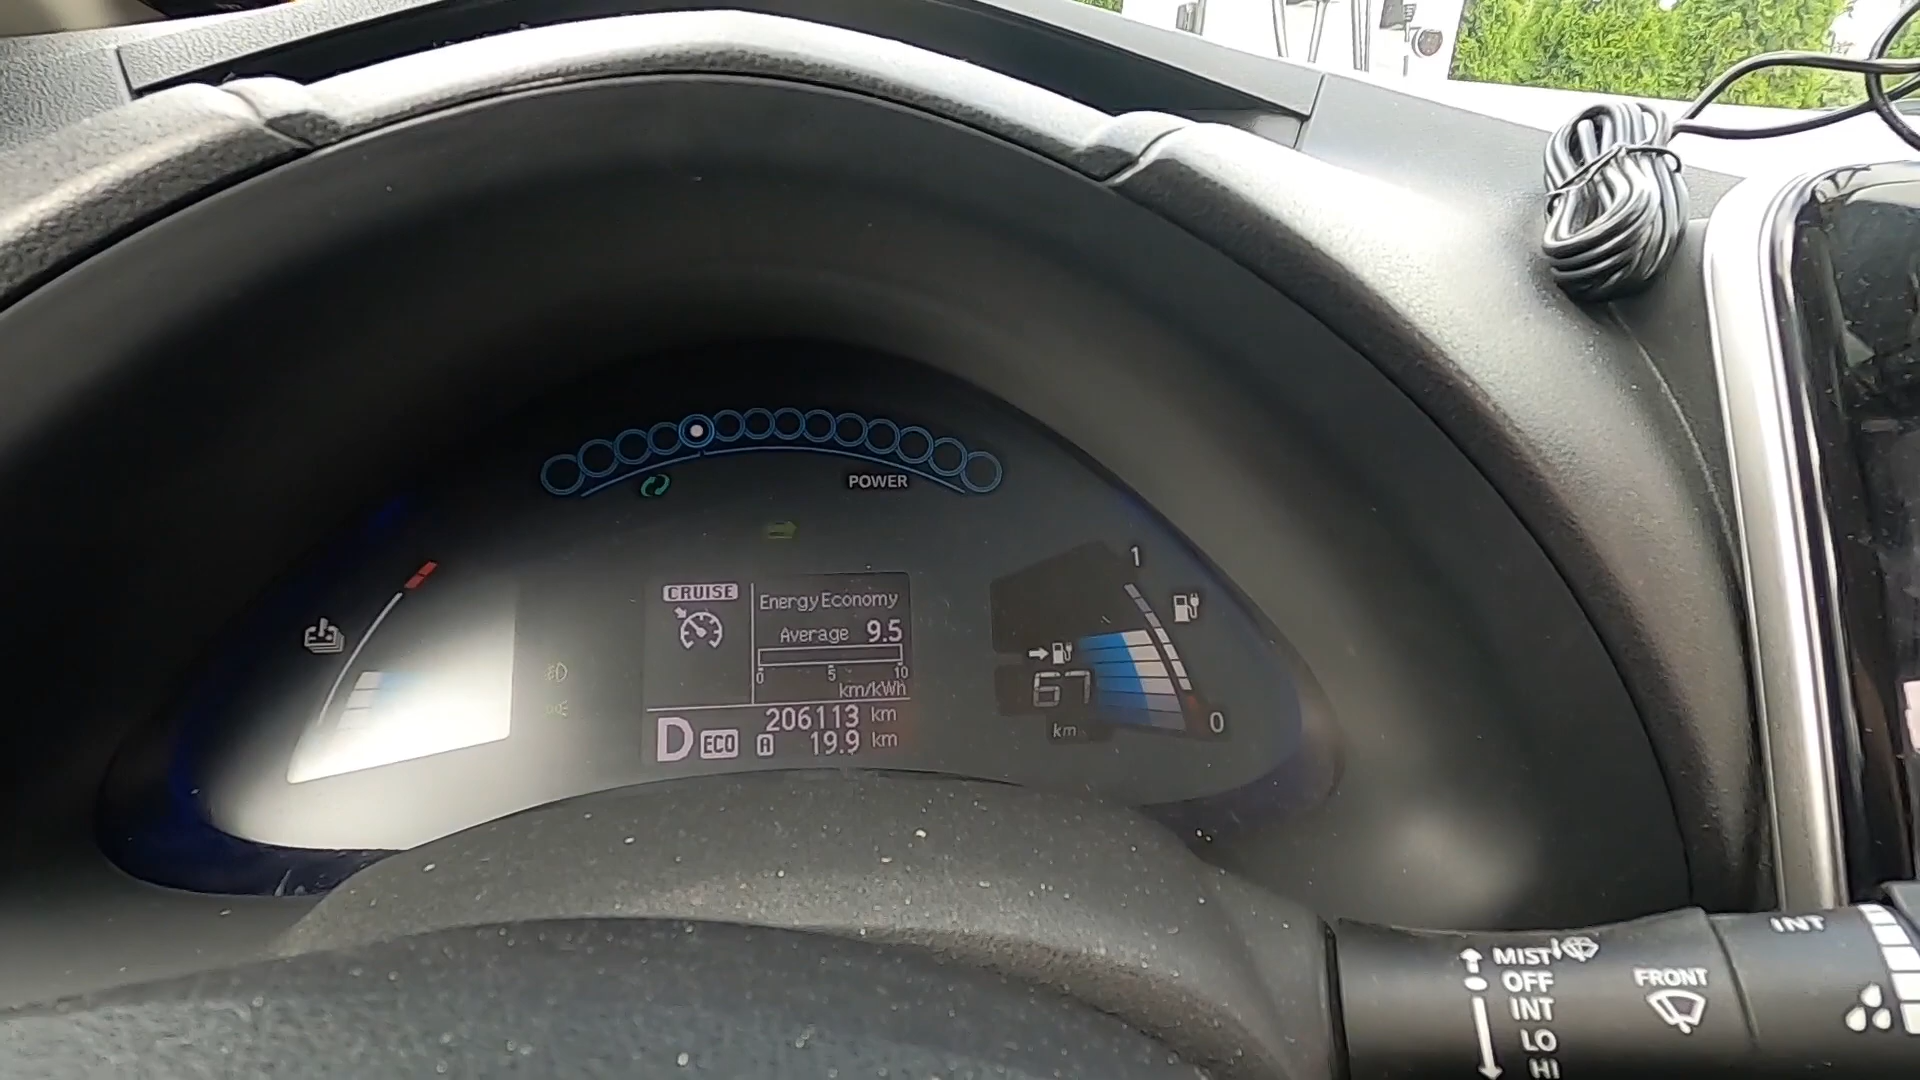 POWER
1
CRUISE
Energy Economy
Average 9.5
0 5 10
km/kWh
67
km
0
D ECO
206113 km
A 19.9 km
INT
MIST
OFF
INT
LO
HI
FRONT